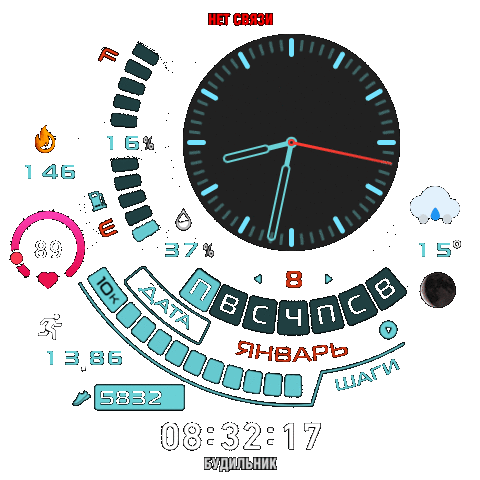 НЕТ СВЯЗИ
F
16%
146
E
37%
89
15°
8
10K
ДАТА
П В С Ч П С В
ЯНВАРЬ
ШАГИ
13,86
5832
08:32:17
БУДИЛЬНИК